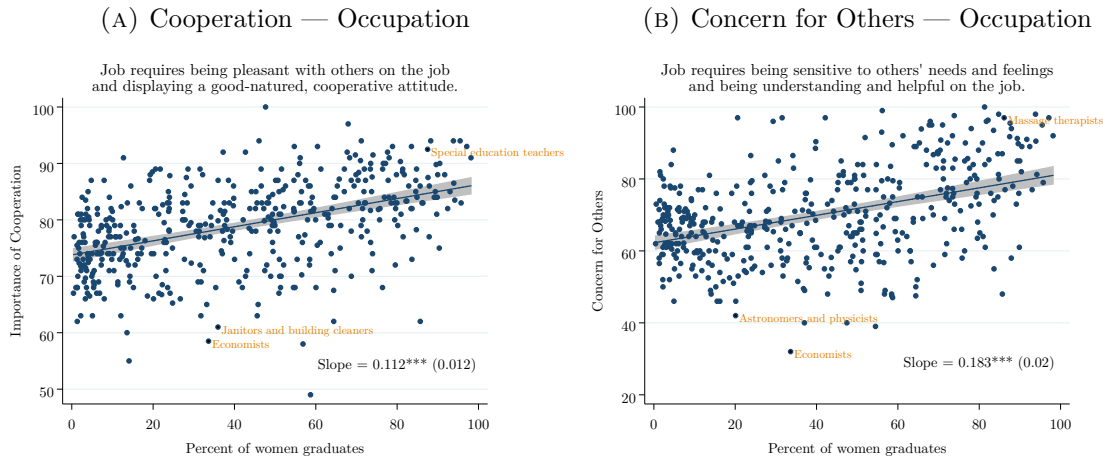 (A) Cooperation — Occupation
Job requires being pleasant with others on the job
and displaying a good-natured, cooperative attitude.
Importance of Cooperation
100
90
80
70
60
50
Special education teachers
Janitors and building cleaners
Economists
Slope = 0.112*** (0.012)
0 20 40 60 80 100
Percent of women graduates
(B) Concern for Others — Occupation
Job requires being sensitive to others' needs and feelings
and being understanding and helpful on the job.
Concern for Others
100
80
60
40
20
Massage therapists
Astronomers and physicists
Economists
Slope = 0.183*** (0.02)
0 20 40 60 80 100
Percent of women graduates